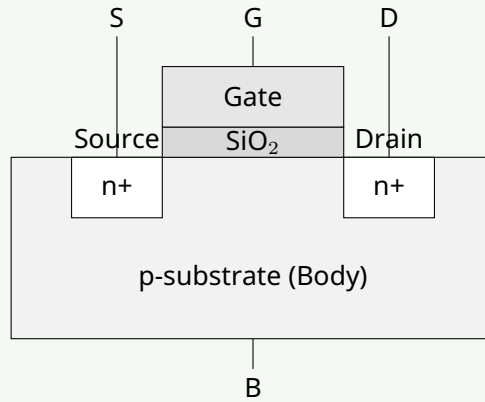 S G D
Gate
Source SiO₂ Drain
n+ n+
p-substrate (Body)
B